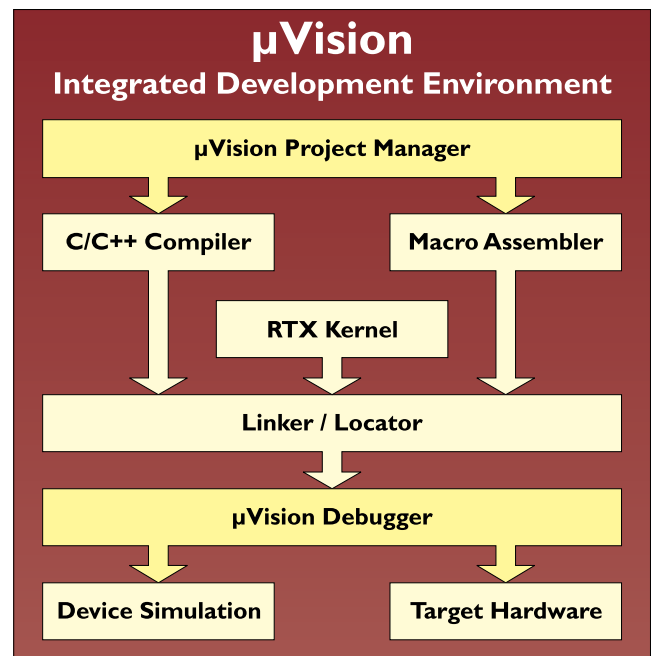 µVision
Integrated Development Environment
µVision Project Manager
C/C++ Compiler
Macro Assembler
RTX Kernel
Linker / Locator
µVision Debugger
Device Simulation
Target Hardware